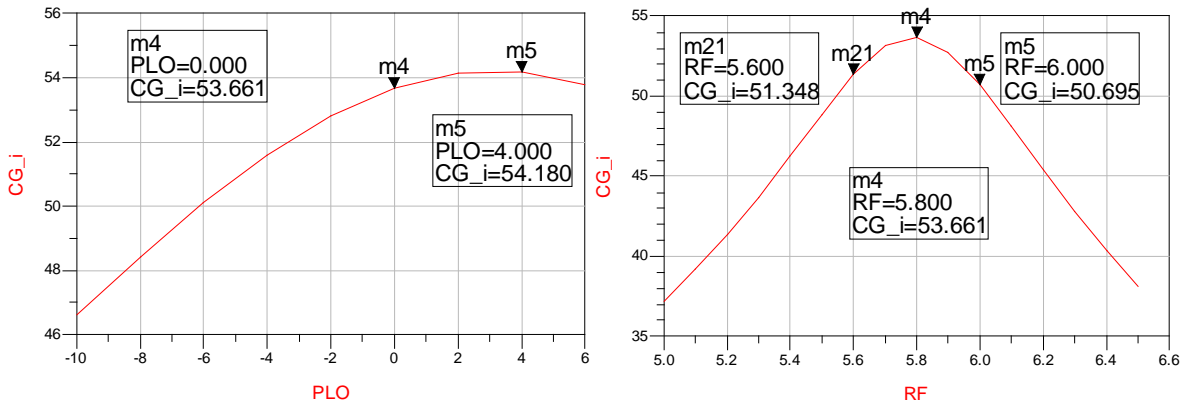 56
54
52
50
48
46
CG_i
m4
PLO=0.000
CG_i=53.661
m4
m5
m5
PLO=4.000
CG_i=54.180
-10
-8
-6
-4
-2
0
2
4
6
PLO
55
50
45
40
35
CG_i
m21
RF=5.600
CG_i=51.348
m21
m4
m5
m5
RF=6.000
CG_i=50.695
m4
RF=5.800
CG_i=53.661
5.0
5.2
5.4
5.6
5.8
6.0
6.2
6.4
6.6
RF